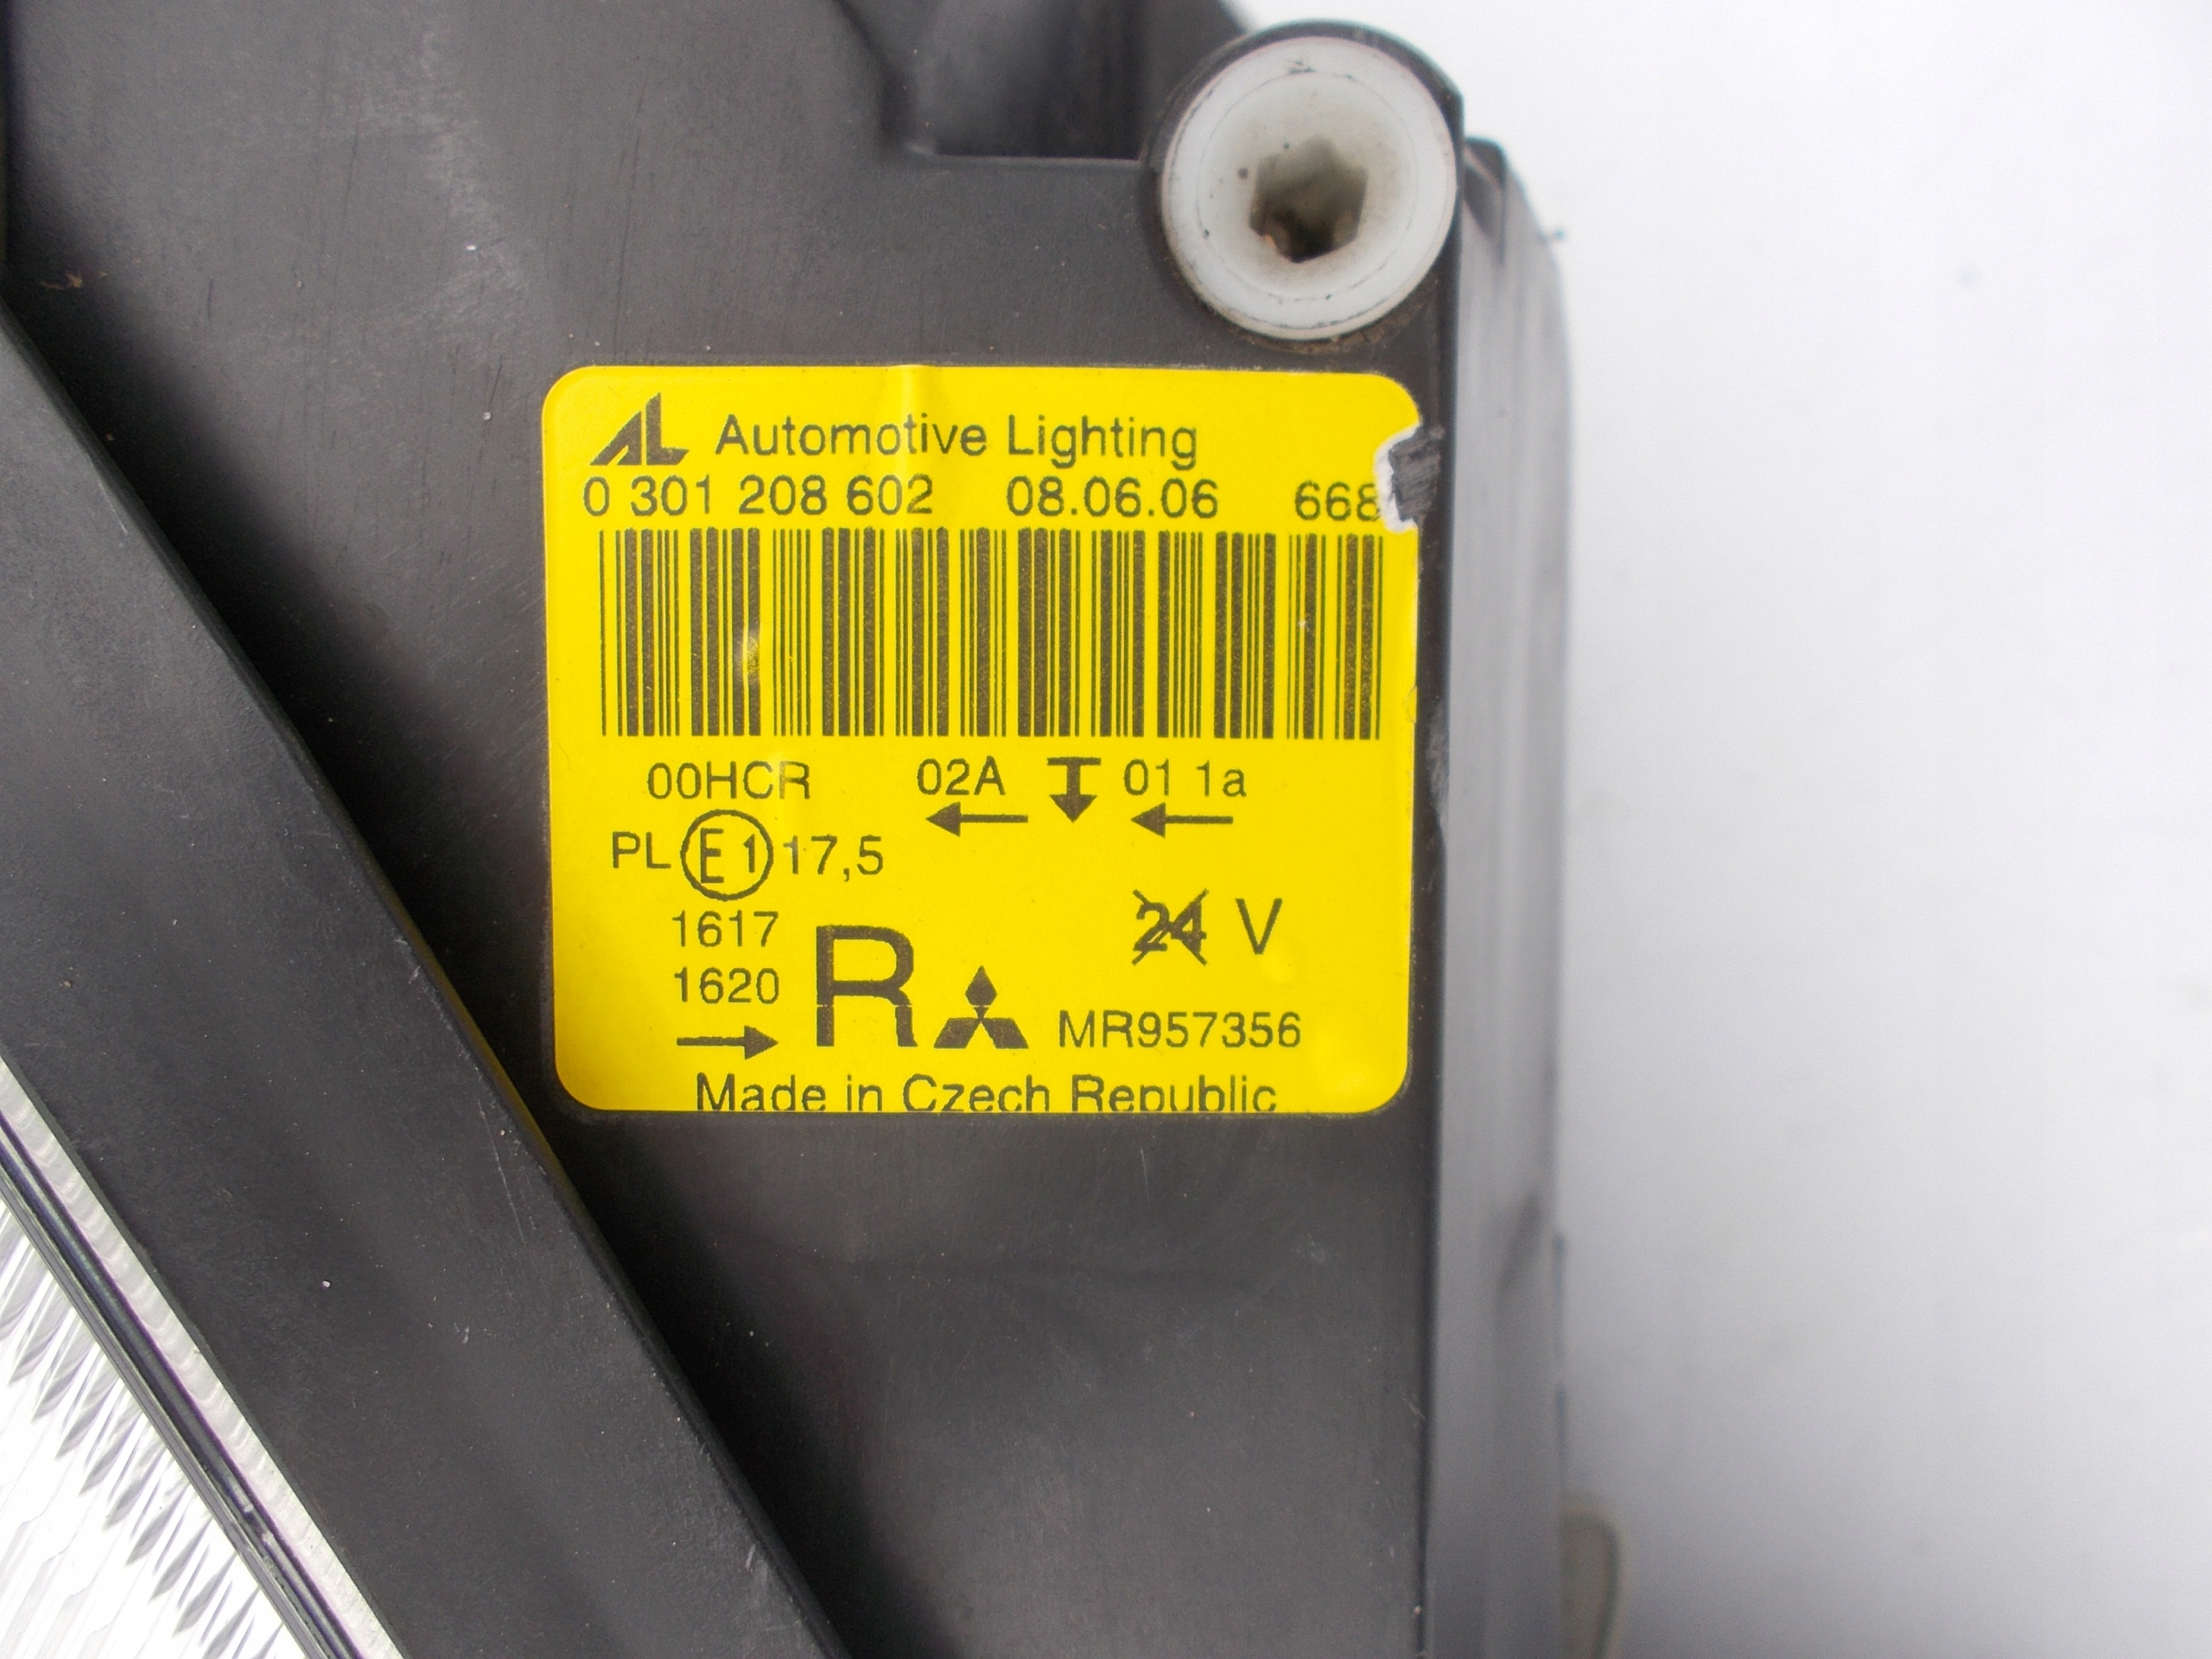 AL Automotive Lighting
0 301 208 602 08.06.06 668
00HCR 02A 01 1a
PL E1 17,5
24 V
1617
1620
R MR957356
Made in Czech Republic